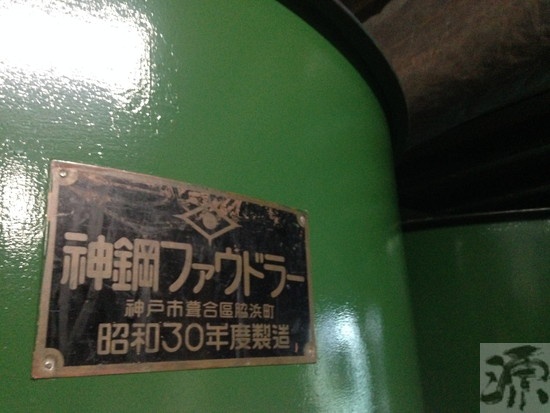 神鋼ファウドラー
神戸市葺合區脇浜町
昭和30年度製造
源